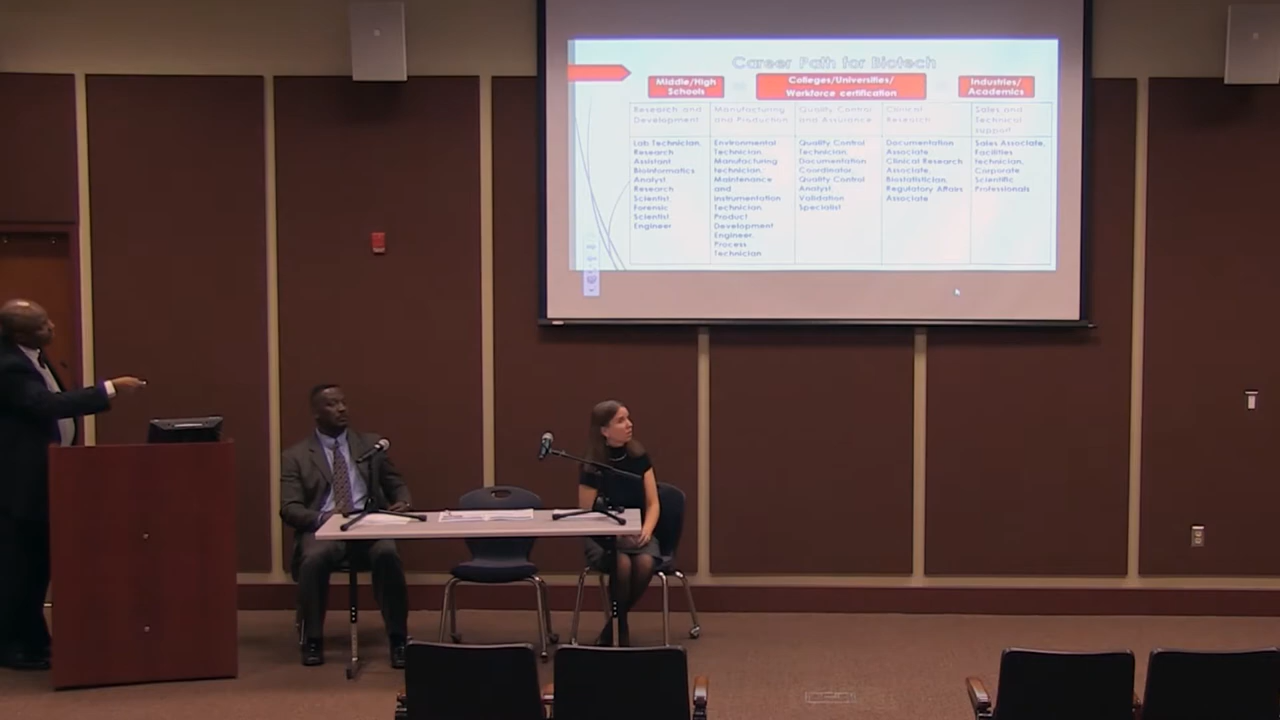 Career Path for Biotech
Middle/High
Schools
Colleges/Universities/
Workforce certification
Industries/
Academics
Research and
Development
Manufacturing
and Production
Quality Control
and Assurance
Clinical
Research
Sales and
Technical
support
Lab Technician,
Research
Assistant
Bioinformatics
Analyst
Research
Scientist
Forensic
Scientist
Engineer
Environmental
Technician,
Manufacturing
technician,
Maintenance
and
instrumentation
Technician
Product
Development
Engineer,
Process
Technician
Quality Control
Technician,
Documentation
Coordinator
Quality Control
Analyst
Validation
Specialist
Documentation
Associate
Clinical Research
Associate,
Biostatistician,
Regulatory Affairs
Associate
Sales Associate,
Facilities
technician,
Corporate
Scientific
Professionals